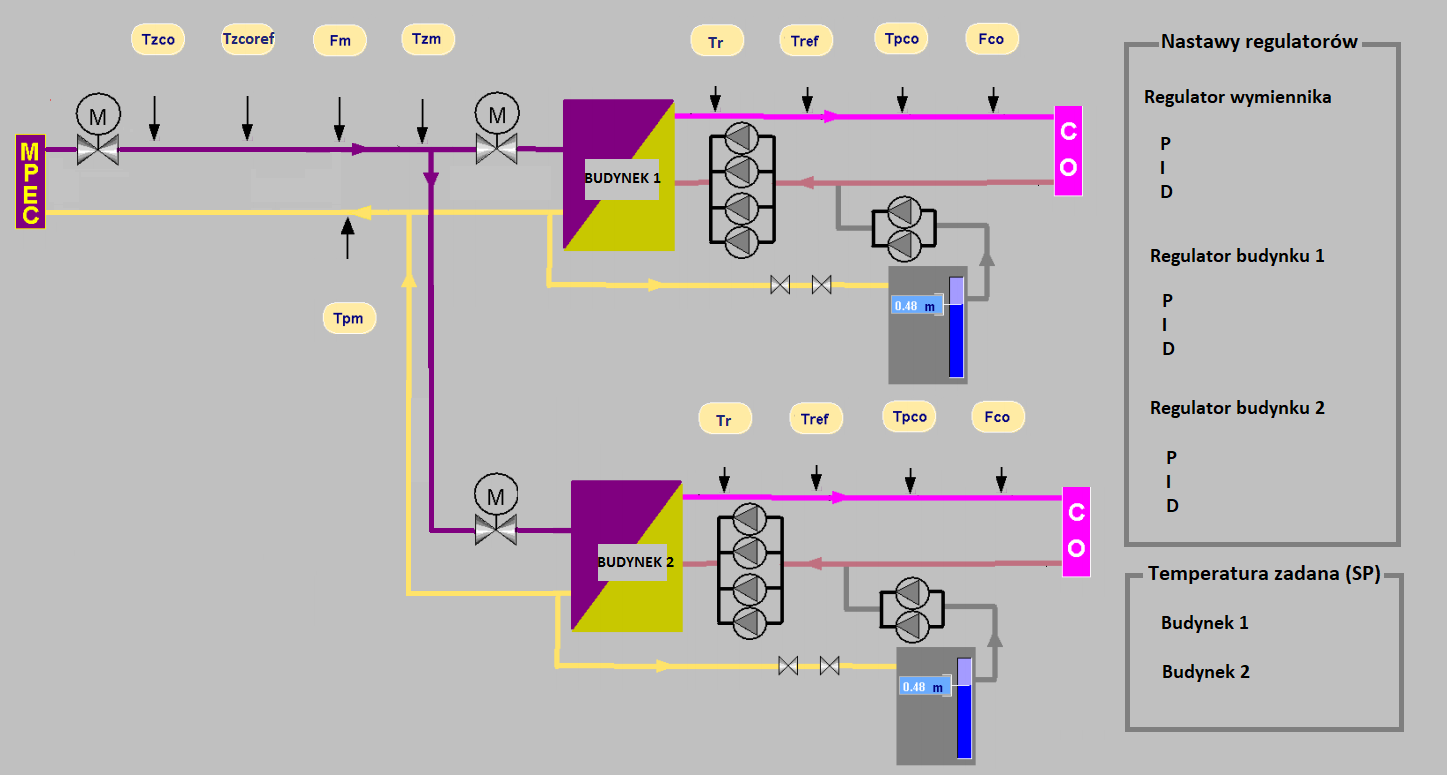 Tzco
Tzcoref
Fm
Tzm
Tr
Tref
Tpco
Fco
M
M
MPEC
BUDYNEK 1
CO
0.48 m
Tpm
Tr
Tref
Tpco
Fco
M
BUDYNEK 2
CO
0.48 m
Nastawy regulatorów
Regulator wymiennika
P
I
D
Regulator budynku 1
P
I
D
Regulator budynku 2
P
I
D
Temperatura zadana (SP)
Budynek 1
Budynek 2